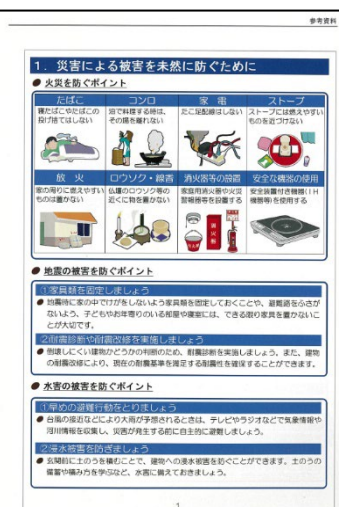 参考資料
1．災害による被害を未然に防ぐために
● 火災を防ぐポイント
たばこ
寝たばこやたばこの
投げ捨てはしない
コンロ
油で料理する時は、
その場を離れない
家　電
たこ足配線はしない
ストーブ
ストーブには燃えやすい
ものを近づけない
放　火
家の周りに燃えやすい
ものは置かない
ロウソク・線香
仏壇のロウソク等の
近くに物を置かない
消火器等の設置
家庭用消火器や火災
警報器等を設置する
安全な機器の使用
安全装置付き機器（IH
機器等）を使用する
消火器
● 地震の被害を防ぐポイント
①家具類を固定しましょう
● 地震時に家の中でけがをしないよう家具類を固定しておくことや、避難路をふさが
ないよう、子どもやお年寄りのいる部屋や寝室には、できる限り家具を置かないこ
とが大切です。
②耐震診断や耐震改修を実施しましょう
● 倒壊しにくい建物かどうかの判断のため、耐震診断を実施しましょう。また、建物
の耐震改修により、現在の耐震基準を満足する耐震性を確保することができます。
● 水害の被害を防ぐポイント
①早めの避難行動をとりましょう
● 台風の接近などにより大雨が予想されるときは、テレビやラジオなどで気象情報や
河川情報を収集し、災害が発生する前に自主的に避難しましょう。
②浸水被害を防ぎましょう
● 玄関前に土のうを積むことで、建物への浸水被害を防ぐことができます。土のうの
備蓄や積み方を学ぶなど、水害に備えておきましょう。
1